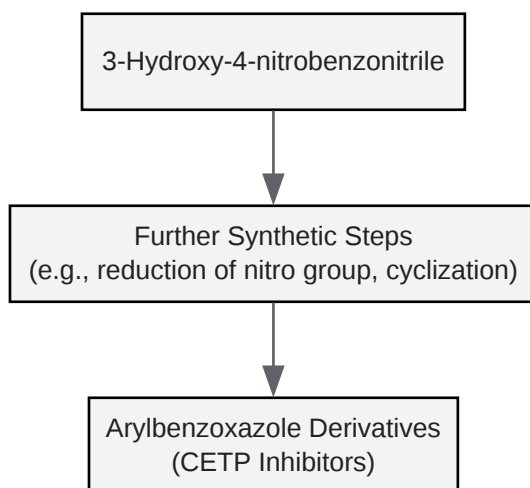 3-Hydroxy-4-nitrobenzonitrile
Further Synthetic Steps
(e.g., reduction of nitro group, cyclization)
Arylbenzoxazole Derivatives
(CETP Inhibitors)